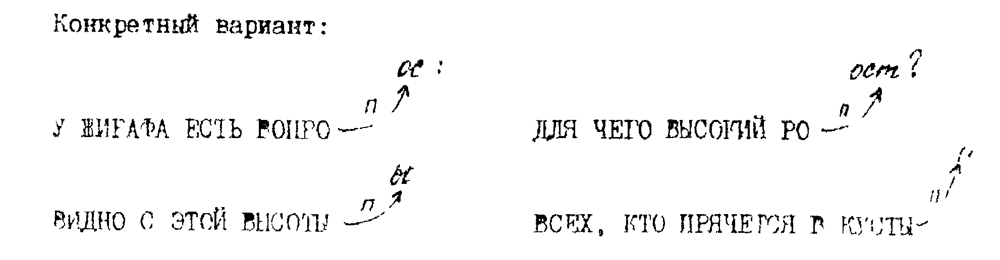 Конкретный вариант:
ос :
ост?
п
п
У ЖИРАФА ЕСТЬ ВОПРО — ДЛЯ ЧЕГО ВЫСОКИЙ РО —
ы
п
п
ВИДНО С ЭТОЙ ВЫСОТЫ — ВСЕХ, КТО ПРЯЧЕТСЯ В КУСТЫ-